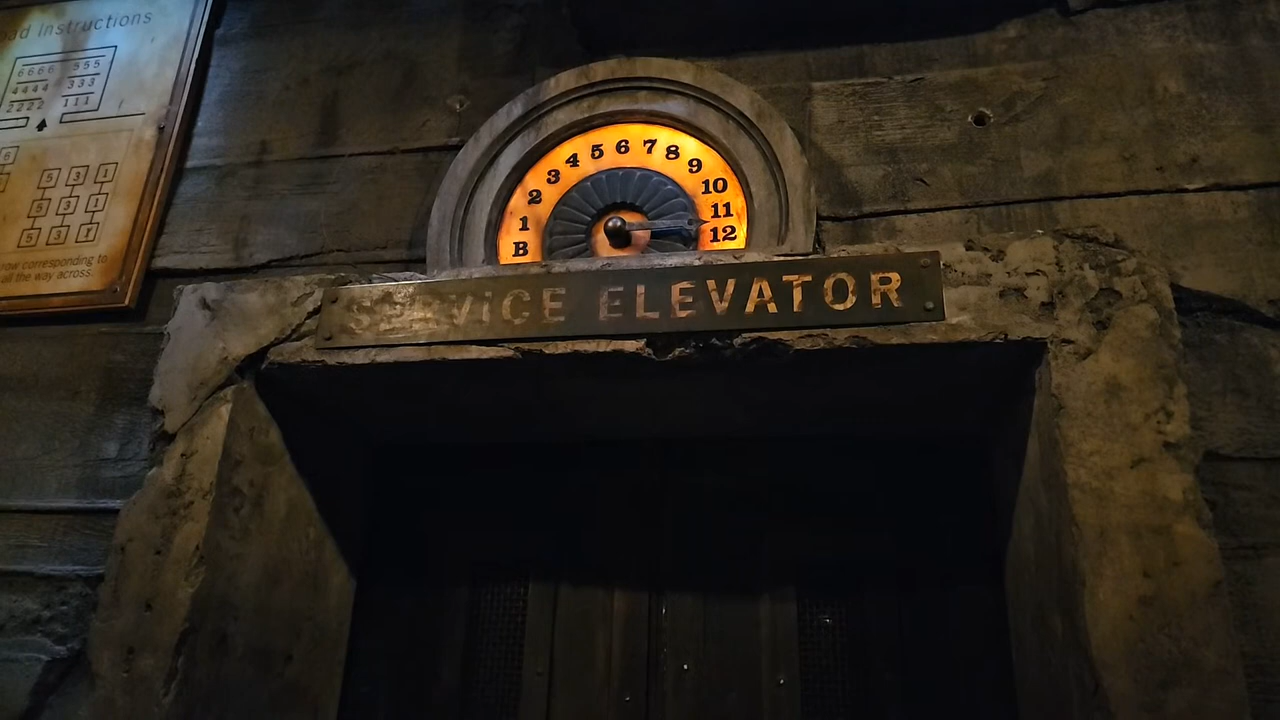 Load Instructions
6666 555
4444 333
2222 111
6
5 3 1
5 3 1
5 3 1
row corresponding to
all the way across.
B 1 2 3 4 5 6 7 8 9 10 11 12
SERVICE ELEVATOR